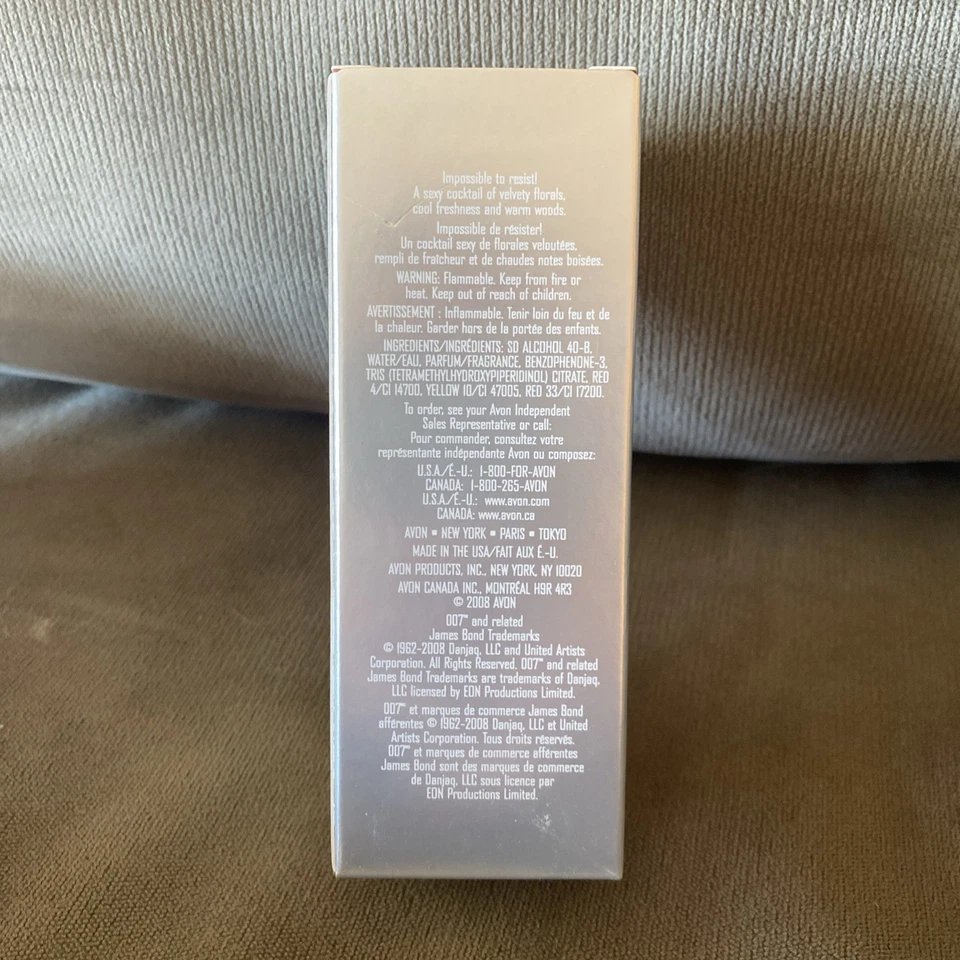 Impossible to resist!
A sexy cocktail of velvety florals,
cool freshness and warm woods.
Impossible de résister!
Un cocktail sexy de florales veloutées,
rempli de fraîcheur et de chaudes notes boisées.
WARNING: Flammable. Keep from fire or
heat. Keep out of reach of children.
AVERTISSEMENT : Inflammable. Tenir loin du feu et de
la chaleur. Garder hors de la portée des enfants.
INGREDIENTS/INGRÉDIENTS: SD ALCOHOL 40-B,
WATER/EAU, PARFUM/FRAGRANCE, BENZOPHENONE-3,
TRIS (TETRAMETHYLHYDROXYPIPERIDINOL) CITRATE, RED
4/CI 14700, YELLOW 10/CI 47005, RED 33/CI 17200.
To order, see your Avon Independent
Sales Representative or call:
Pour commander, consultez votre
représentante indépendante Avon ou composez:
U.S.A./É.-U.: 1-800-FOR-AVON
CANADA: 1-800-265-AVON
U.S.A./É.-U.: www.avon.com
CANADA: www.avon.ca
AVON ▪ NEW YORK ▪ PARIS ▪ TOKYO
MADE IN THE USA/FAIT AUX É.-U.
AVON PRODUCTS, INC., NEW YORK, NY 10020
AVON CANADA INC., MONTRÉAL H9R 4R3
© 2008 AVON
007™ and related
James Bond Trademarks
© 1962-2008 Danjaq, LLC and United Artists
Corporation. All Rights Reserved. 007™ and related
James Bond Trademarks are trademarks of Danjaq,
LLC licensed by EON Productions Limited.
007™ et marques de commerce James Bond
afférentes © 1962-2008 Danjaq, LLC et United
Artists Corporation. Tous droits réservés.
007™ et marques de commerce afférentes
James Bond sont des marques de commerce
de Danjaq, LLC sous licence par
EON Productions Limited.